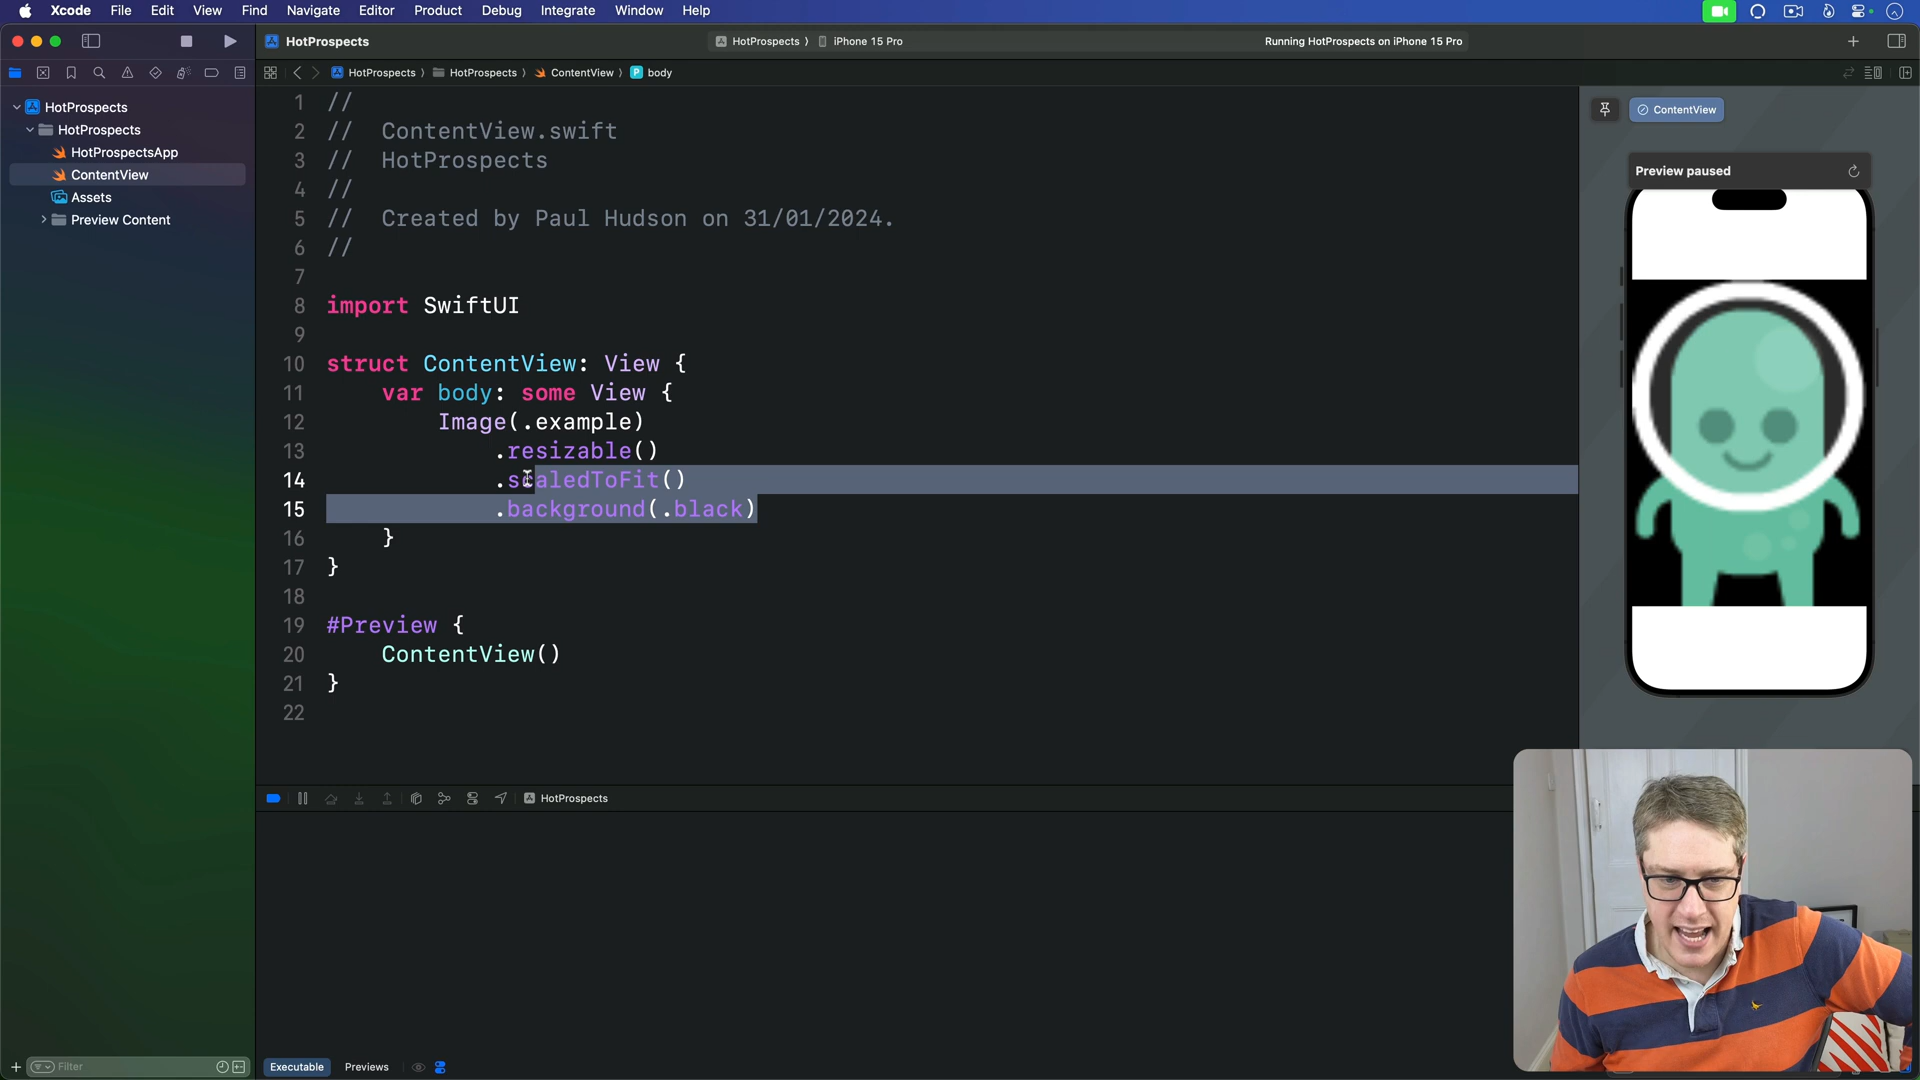 Xcode File Edit View Find Navigate Editor Product Debug Integrate Window Help
HotProspects
HotProspects 〉 iPhone 15 Pro
Running HotProspects on iPhone 15 Pro
HotProspects 〉 HotProspects 〉 ContentView 〉 P body
HotProspects
HotProspects
HotProspectsApp
ContentView
Assets
Preview Content
1 //
2 //  ContentView.swift
3 //  HotProspects
4 //
5 //  Created by Paul Hudson on 31/01/2024.
6 //
7
8 import SwiftUI
9
10 struct ContentView: View {
11     var body: some View {
12         Image(.example)
13             .resizable()
14             .scaledToFit()
15             .background(.black)
16     }
17 }
18
19 #Preview {
20     ContentView()
21 }
22
ContentView
Preview paused
HotProspects
Filter
Executable Previews